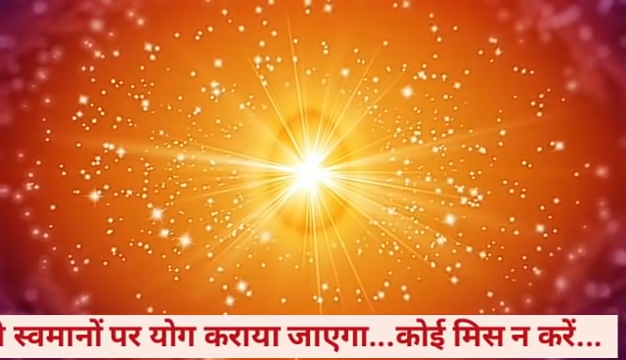 स्वमानों पर योग कराया जाएगा...कोई मिस न करें...